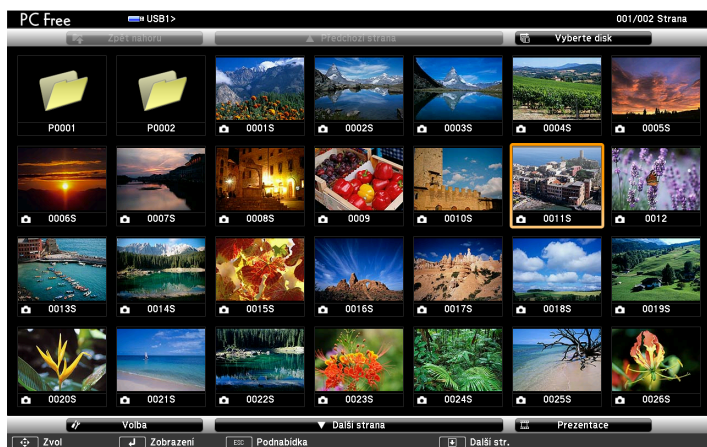 PC Free USB1> 001/002 Strana
Zpět nahoru Předchozí strana Vyberte disk
P0001 P0002 0001S 0002S 0003S 0004S 0005S
0006S 0007S 0008S 0009 0010S 0011S 0012
0013S 0014S 0015S 0016S 0017S 0018S 0019S
0020S 0021S 0022S 0023S 0024S 0025S 0026S
Volba Další strana Prezentace
Zvol Zobrazení ESC Podnabídka Další str.